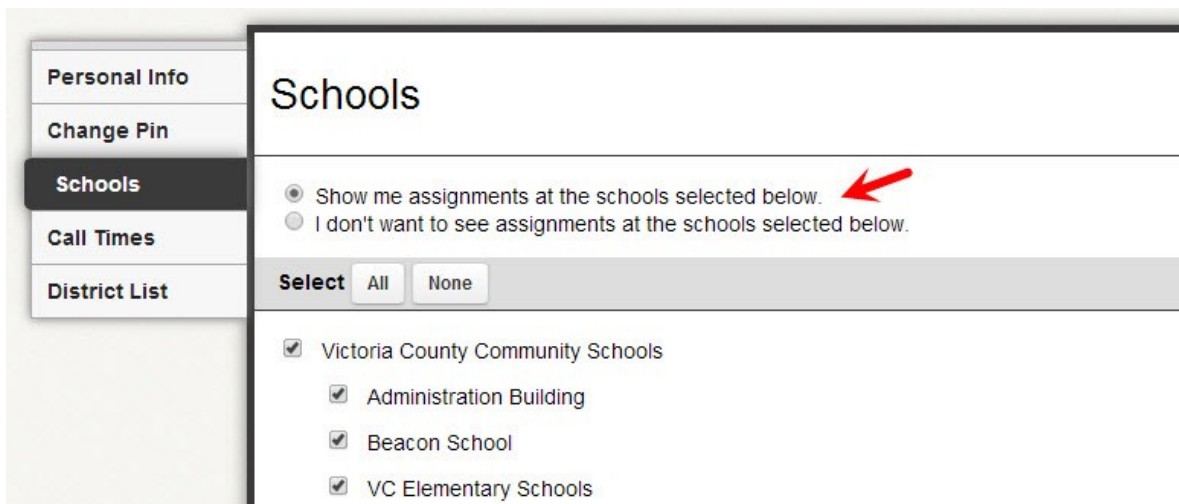 Personal Info
Change Pin
Schools
Call Times
District List
Schools
Show me assignments at the schools selected below.
I don't want to see assignments at the schools selected below.
Select All None
Victoria County Community Schools
Administration Building
Beacon School
VC Elementary Schools